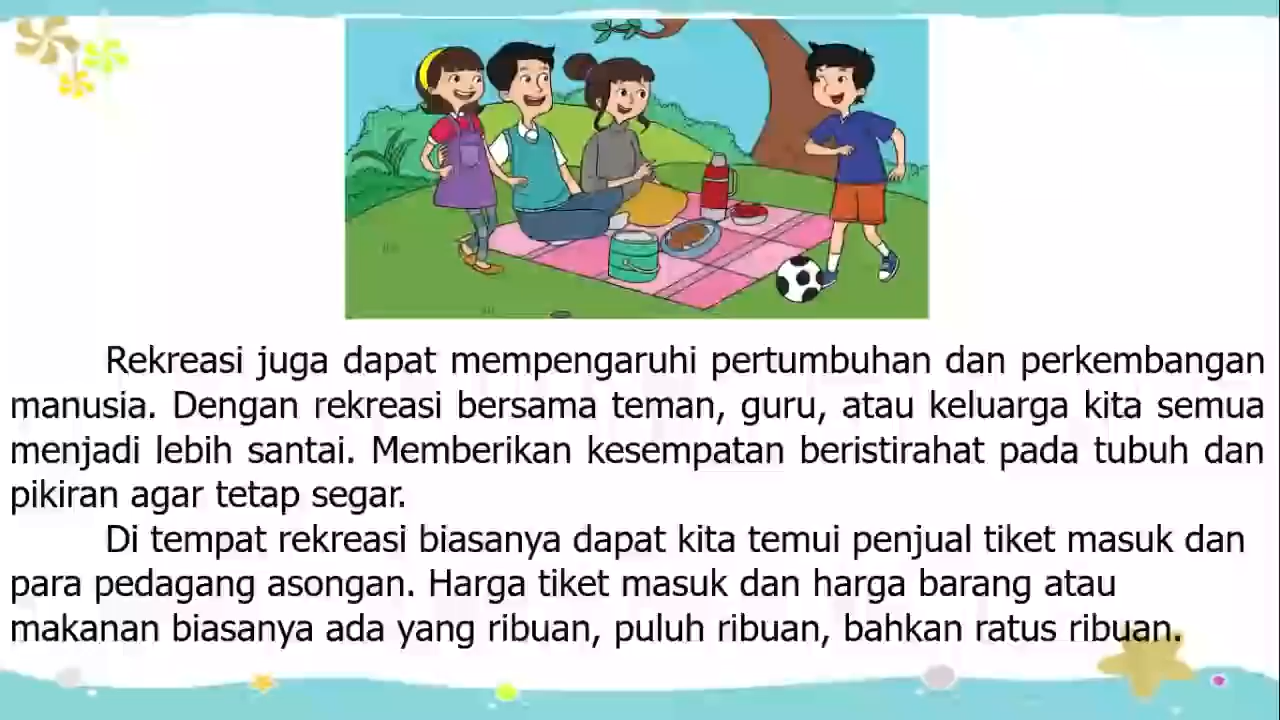 Rekreasi juga dapat mempengaruhi pertumbuhan dan perkembangan
manusia. Dengan rekreasi bersama teman, guru, atau keluarga kita semua
menjadi lebih santai. Memberikan kesempatan beristirahat pada tubuh dan
pikiran agar tetap segar.
Di tempat rekreasi biasanya dapat kita temui penjual tiket masuk dan
para pedagang asongan. Harga tiket masuk dan harga barang atau
makanan biasanya ada yang ribuan, puluh ribuan, bahkan ratus ribuan.